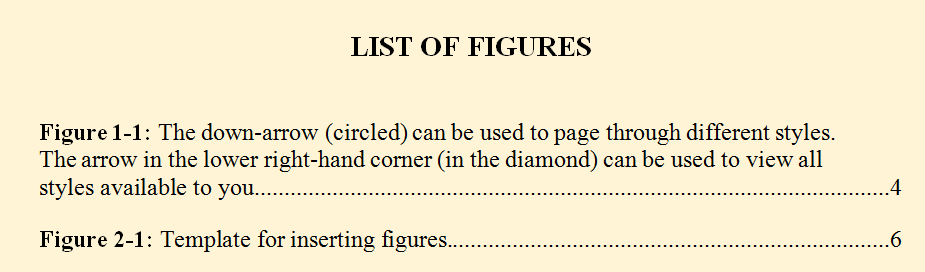 LIST OF FIGURES
Figure 1-1: The down-arrow (circled) can be used to page through different styles.
The arrow in the lower right-hand corner (in the diamond) can be used to view all
styles available to you..........................................................................................................4
Figure 2-1: Template for inserting figures..........................................................................6